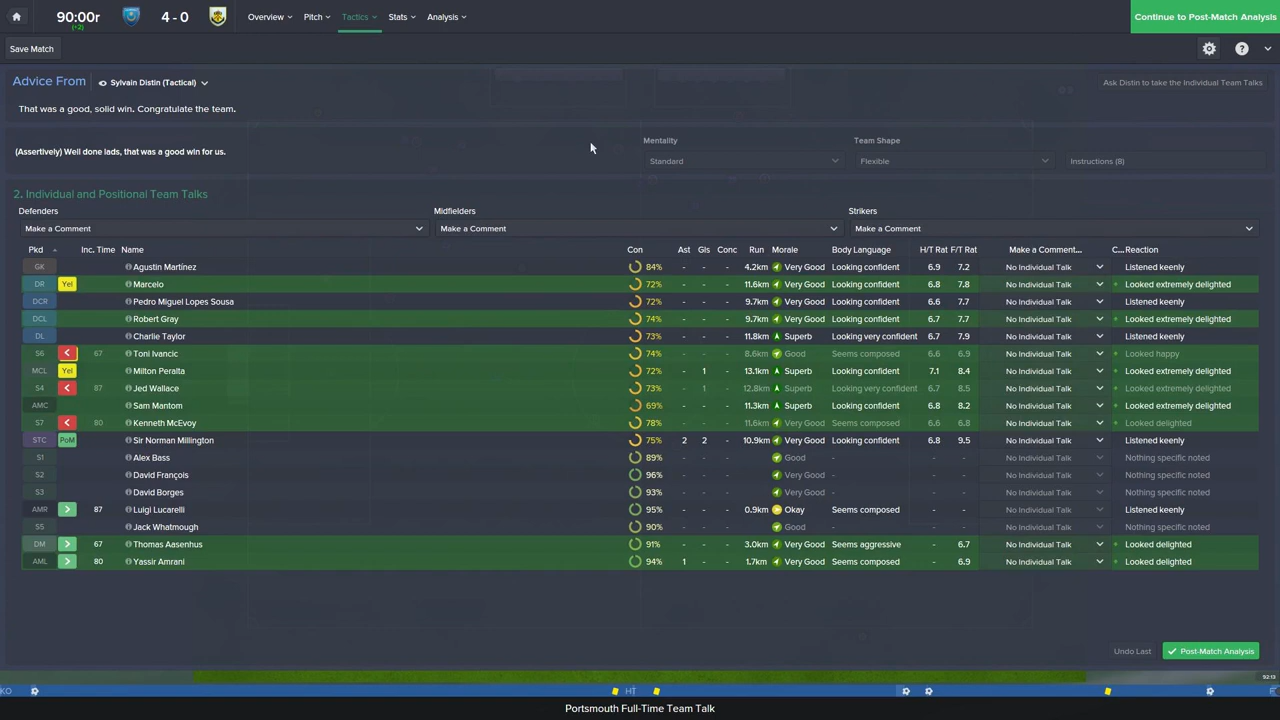 90:00r 4 - 0 Overview Pitch Tactics Stats Analysis Continue to Post-Match Analysis
(+2)
Save Match
Advice From Sylvain Distin (Tactical) Ask Distin to take the Individual Team Talks
That was a good, solid win. Congratulate the team.
Mentality Team Shape
(Assertively) Well done lads, that was a good win for us. Standard Flexible Instructions (8)
2. Individual and Positional Team Talks
Defenders Midfielders Strikers
Make a Comment Make a Comment Make a Comment
Pkd Inc. Time Name Con Ast Gls Conc Run Morale Body Language H/T Rat F/T Rat Make a Comment... C... Reaction
GK Agustin Martínez 84% - - - 4.2km Very Good Looking confident 6.9 7.2 No Individual Talk Listened keenly
DR Yel Marcelo 72% - - - 11.6km Very Good Looking confident 6.8 7.8 No Individual Talk Looked extremely delighted
DCR Pedro Miguel Lopes Sousa 72% - - - 9.7km Very Good Looking confident 6.6 7.7 No Individual Talk Listened keenly
DCL Robert Gray 74% - - - 9.7km Very Good Looking confident 6.7 7.7 No Individual Talk Looked extremely delighted
DL Charlie Taylor 73% - - - 11.8km Superb Looking very confident 6.7 7.9 No Individual Talk Listened keenly
S6 67 Toni Ivancic 74% - - - 8.6km Good Seems composed 6.6 6.9 No Individual Talk Looked happy
MCL Yel Milton Peralta 72% - 1 - 13.1km Superb Looking confident 7.1 8.4 No Individual Talk Looked extremely delighted
S4 87 Jed Wallace 73% - 1 - 12.8km Superb Looking very confident 6.7 8.5 No Individual Talk Looked extremely delighted
AMC Sam Mantom 69% - - - 11.3km Superb Looking confident 6.8 8.2 No Individual Talk Looked extremely delighted
S7 80 Kenneth McEvoy 78% - - - 11.6km Very Good Seems composed 6.6 6.8 No Individual Talk Looked delighted
STC PoM Sir Norman Millington 75% 2 2 - 10.9km Very Good Looking confident 6.8 9.5 No Individual Talk Listened keenly
S1 Alex Bass 89% - - - Good - - - No Individual Talk Nothing specific noted
S2 David François 96% - - - Very Good - - - No Individual Talk Nothing specific noted
S3 David Borges 93% - - - Very Good - - - No Individual Talk Nothing specific noted
AMR 87 Luigi Lucarelli 95% - - - 0.9km Okay Seems composed - - No Individual Talk Listened keenly
S5 Jack Whatmough 90% - - - Good - - - No Individual Talk Nothing specific noted
DM 67 Thomas Aasenhus 91% - - - 3.0km Very Good Seems aggressive - 6.7 No Individual Talk Looked delighted
AML 80 Yassir Amrani 94% 1 - - 1.7km Very Good Seems composed - 6.9 No Individual Talk Looked delighted
Undo Last Post-Match Analysis
92:13
KO HT
Portsmouth Full-Time Team Talk